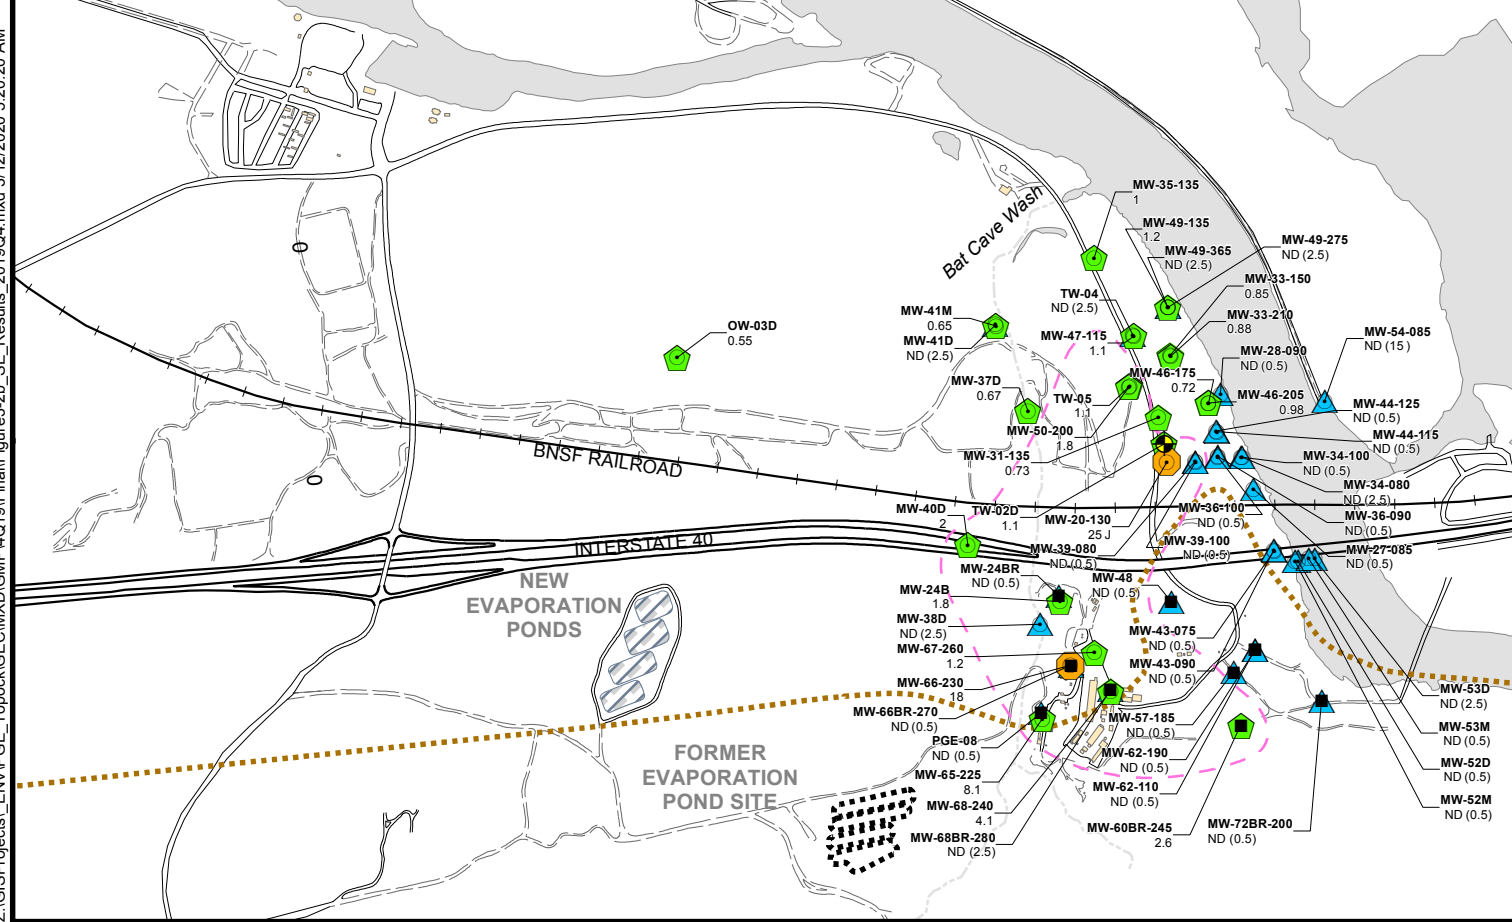 Bat Cave Wash
MW-35-135
1
MW-49-135
1.2
MW-49-365
ND (2.5)
MW-49-275
ND (2.5)
MW-33-150
0.85
TW-04
ND (2.5)
MW-33-210
0.88
MW-41M
0.65
MW-41D
ND (2.5)
MW-47-115
1.1
MW-54-085
ND (15 )
OW-03D
0.55
MW-28-090
ND (0.5)
MW-46-175
0.72
MW-37D
0.67
TW-05
1.1
MW-46-205
0.98
MW-44-125
ND (0.5)
MW-50-200
1.8
MW-44-115
ND (0.5)
MW-31-135
0.73
MW-34-100
ND (0.5)
BNSF RAILROAD
MW-34-080
ND (2.5)
MW-40D
2
TW-02D
1.1
MW-20-130
25 J
MW-36-100
ND (0.5)
MW-36-090
ND (0.5)
INTERSTATE 40
MW-39-080
ND (0.5)
MW-39-100
ND (0.5)
MW-27-085
ND (0.5)
MW-24BR
ND (0.5)
MW-48
ND (0.5)
NEW
EVAPORATION
PONDS
MW-24B
1.8
MW-38D
ND (2.5)
MW-43-075
ND (0.5)
MW-67-260
1.2
MW-43-090
ND (0.5)
MW-66-230
18
MW-53D
ND (2.5)
MW-66BR-270
ND (0.5)
MW-57-185
ND (0.5)
MW-53M
ND (0.5)
PGE-08
ND (0.5)
MW-62-190
ND (0.5)
MW-52D
ND (0.5)
FORMER
EVAPORATION
POND SITE
MW-65-225
8.1
MW-62-110
ND (0.5)
MW-52M
ND (0.5)
MW-68-240
4.1
MW-60BR-245
2.6
MW-72BR-200
ND (0.5)
MW-68BR-280
ND (2.5)